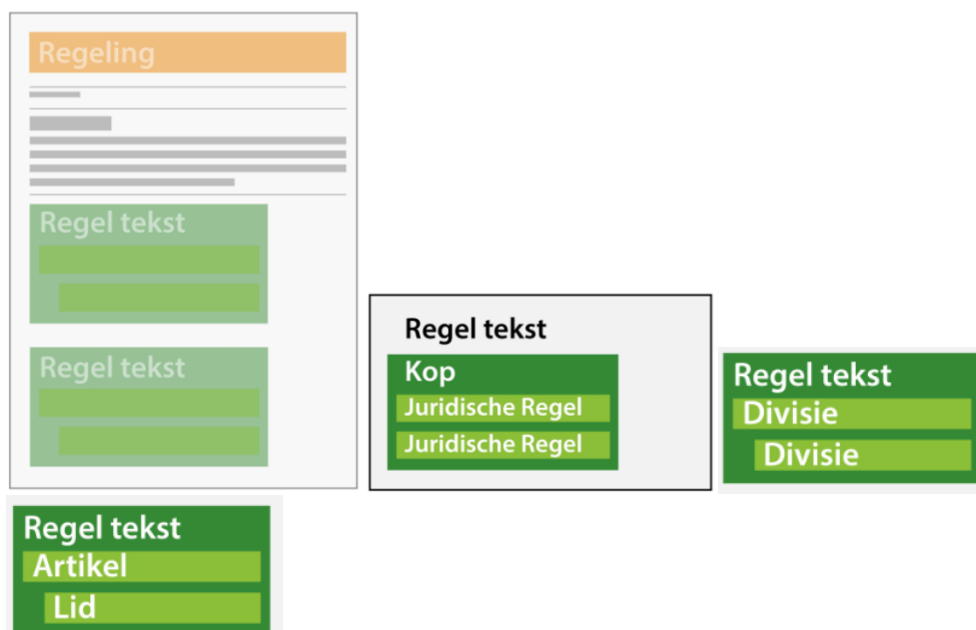 Regeling
Regel tekst
Regel tekst
Regel tekst
Kop
Juridische Regel
Juridische Regel
Regel tekst
Divisie
Divisie
Regel tekst
Artikel
Lid